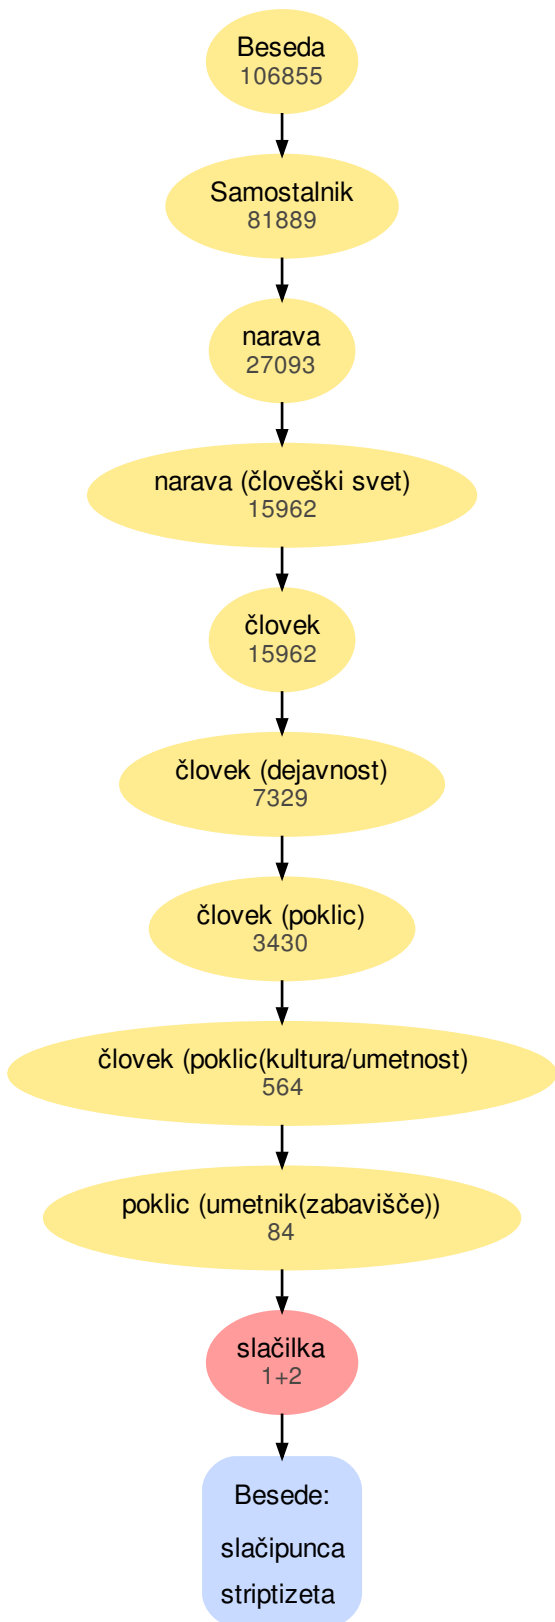 Beseda
106855
Samostalnik
81889
narava
27093
narava (človeški svet)
15962
človek
15962
človek (dejavnost)
7329
človek (poklic)
3430
človek (poklic(kultura/umetnost)
564
poklic (umetnik(zabavišče))
84
slačilka
1+2
Besede:
slačipunca
striptizeta